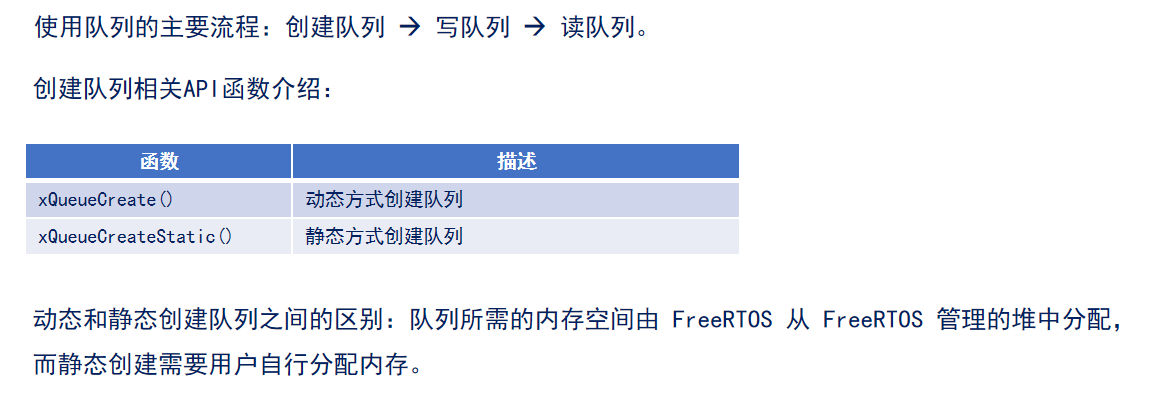 使用队列的主要流程：创建队列 → 写队列 → 读队列。
创建队列相关API函数介绍：
函数 描述
xQueueCreate() 动态方式创建队列
xQueueCreateStatic() 静态方式创建队列
动态和静态创建队列之间的区别：队列所需的内存空间由 FreeRTOS 从 FreeRTOS 管理的堆中分配，
而静态创建需要用户自行分配内存。